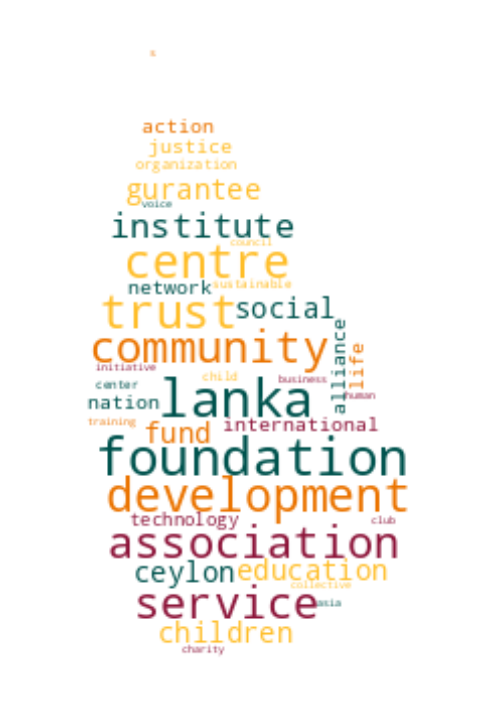 action
justice
organization
gurantee
voice
institute
council
centre
network sustainable
trust social
community
alliance
life
initiative
child
business
center
human
nation lanka
training
fund international
foundation
development
technology club
association
ceylon education
collective
service asia
children
charity